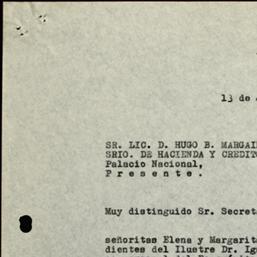 13 de
SR. LIC. D. HUGO B. MARGAI
SRIO. DE HACIENDA Y CREDIT
Palacio Nacional,
P r e s e n t e .
Muy distinguido Sr. Secret
señoritas Elena y Margarit
dientes del Ilustre Dr. Ig